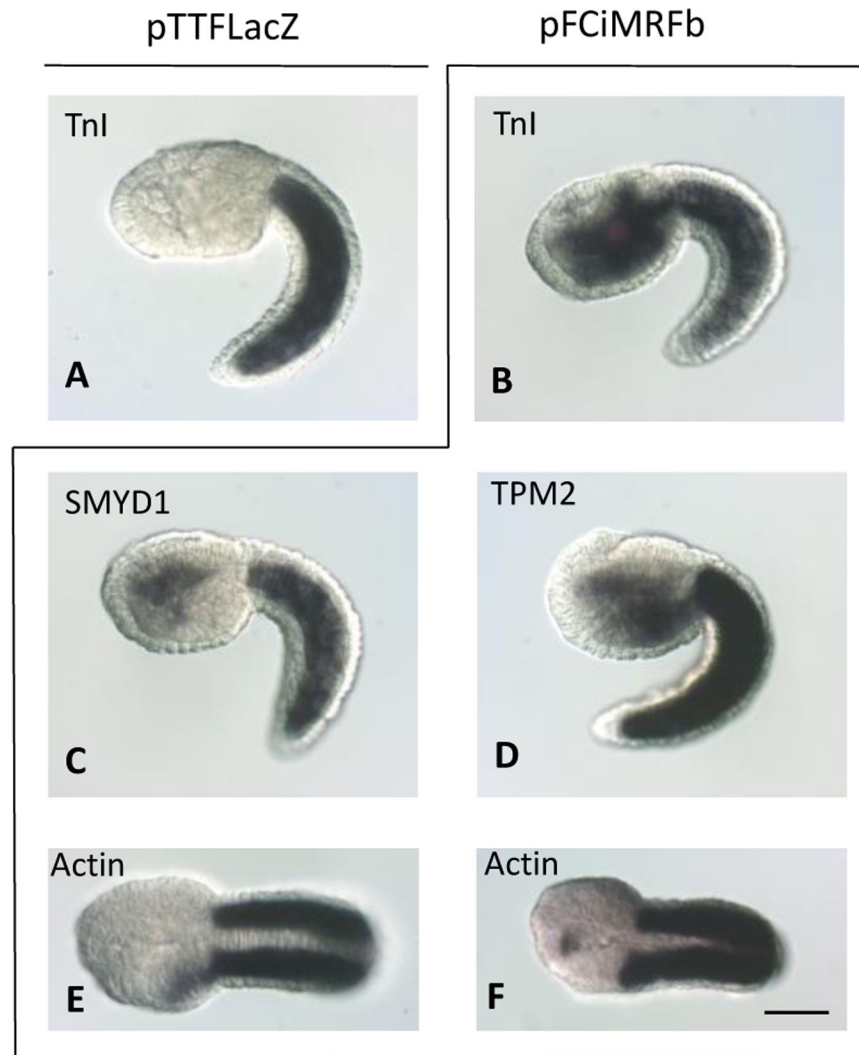 pTTFLacZ pFCiMRFb
TnI TnI
A B
SMYD1 TPM2
C D
Actin Actin
E F